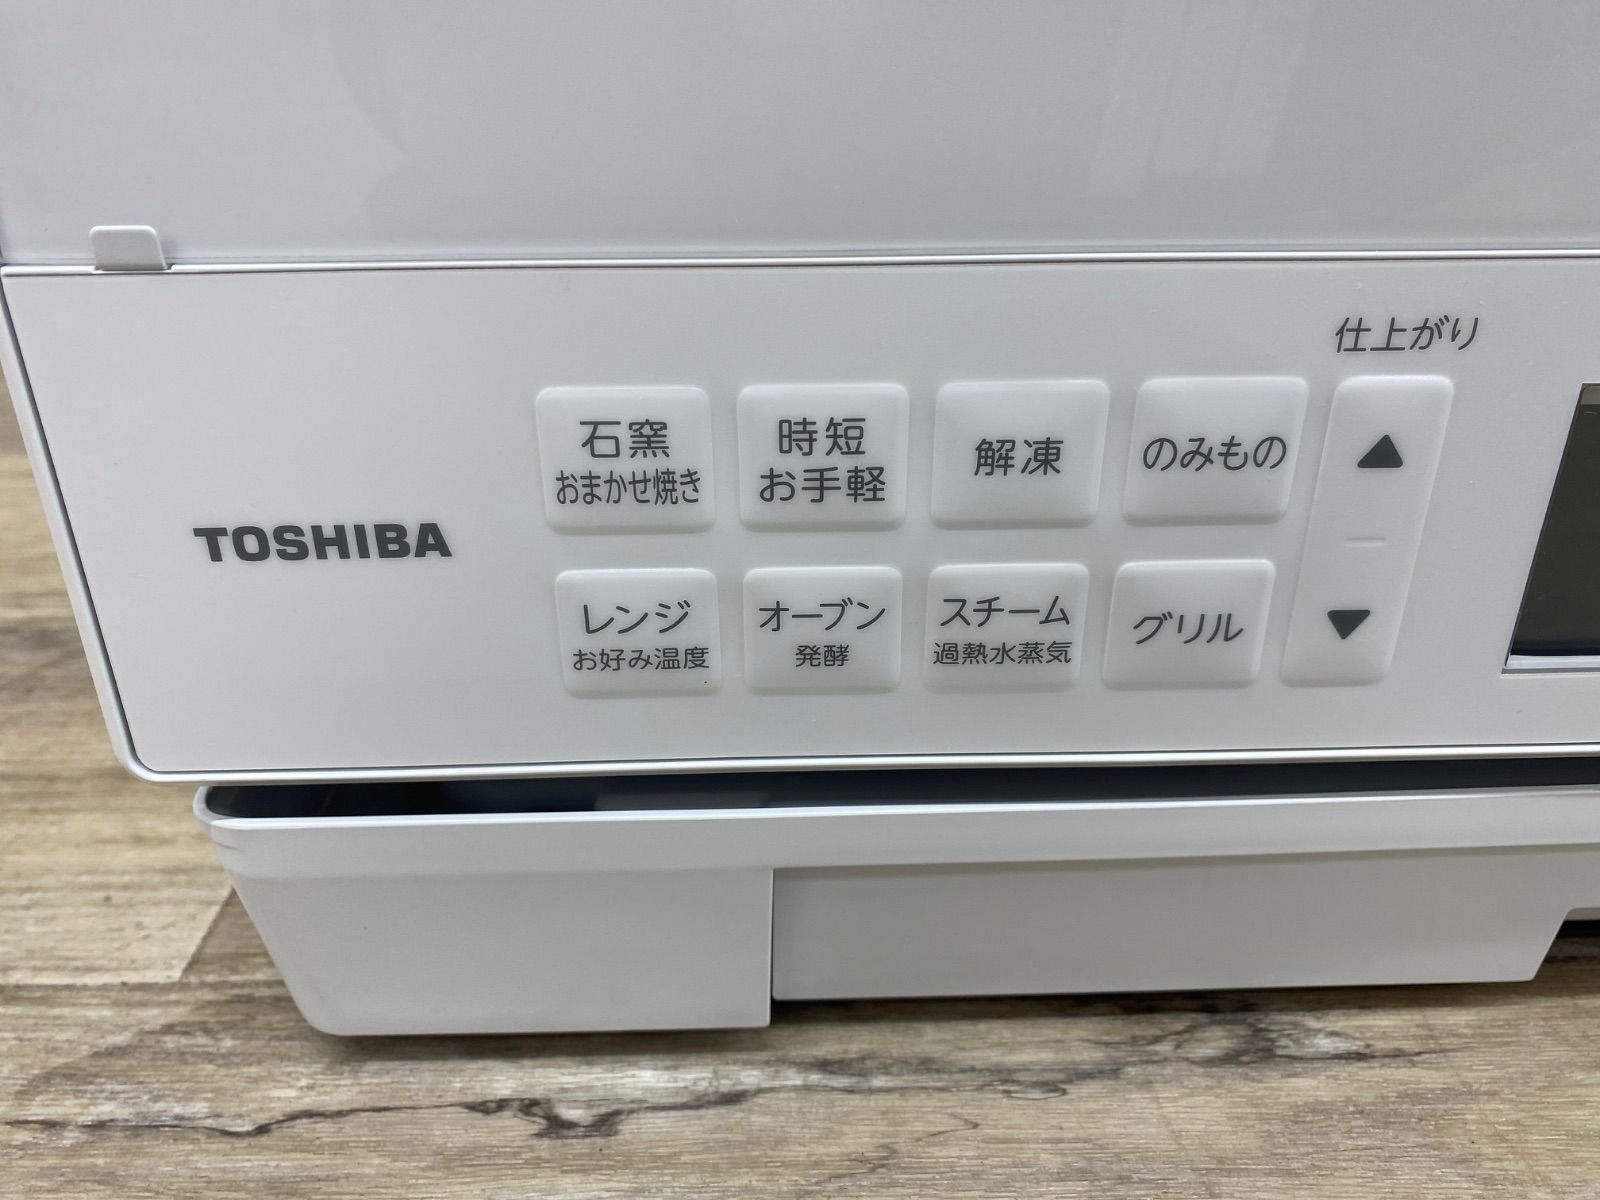 仕上がり
石窯
おまかせ焼き
時短
お手軽
解凍
のみもの
▲
TOSHIBA
レンジ
お好み温度
オーブン
発酵
スチーム
過熱水蒸気
グリル
▼